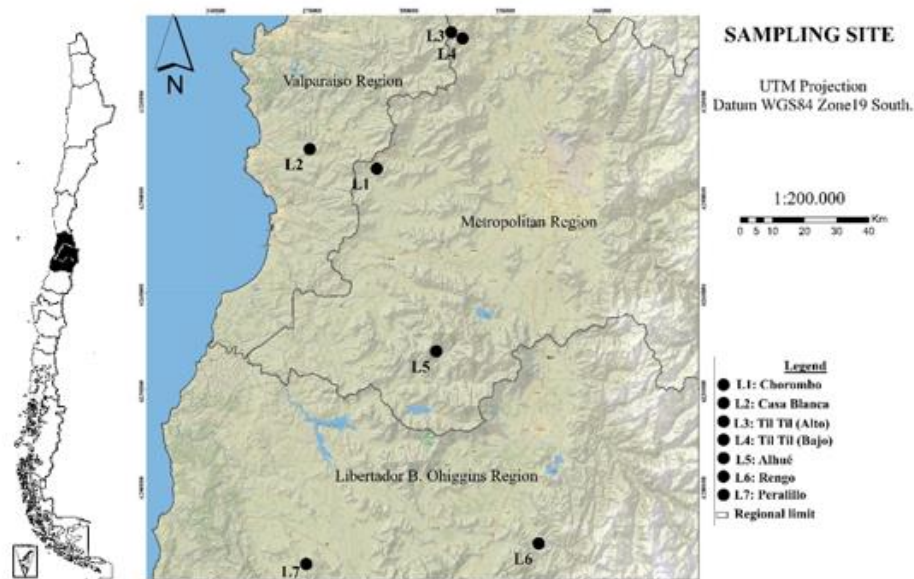 SAMPLING SITE
UTM Projection
Datum WGS84 Zone19 South.
1:200.000
Km
0 5 10 20 30 40
N
Valparaiso Region
L3
L4
L2
L1
Metropolitan Region
L5
Libertador B. Ohiggins Region
L6
L7
Legend
L1: Chorombo
L2: Casa Blanca
L3: Til Til (Alto)
L4: Til Til (Bajo)
L5: Alhué
L6: Rengo
L7: Peralillo
Regional limit